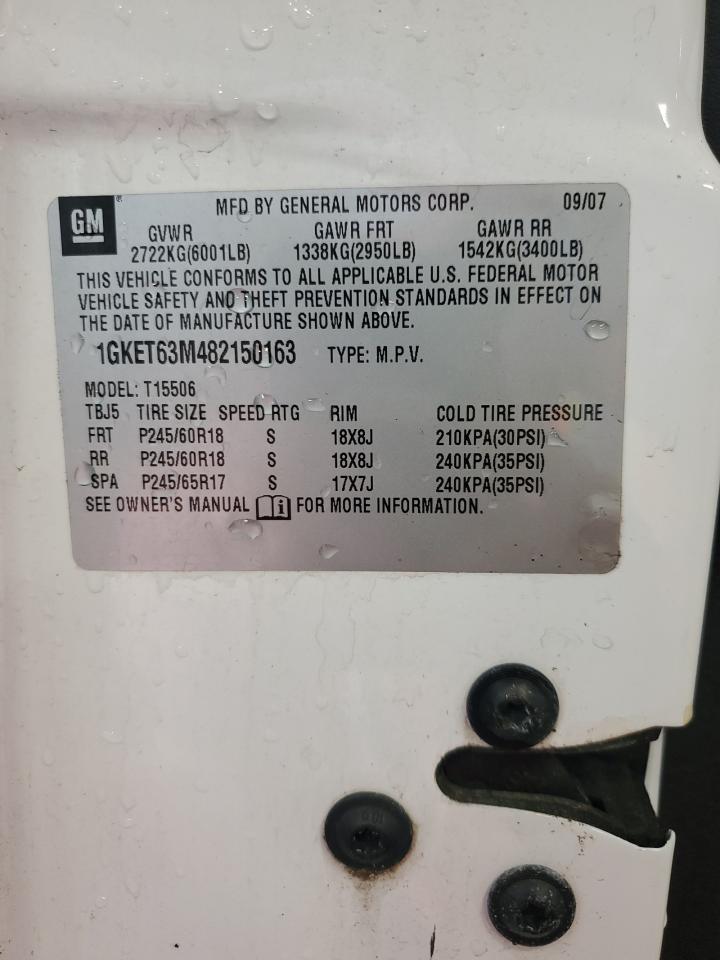 GM ®
MFD BY GENERAL MOTORS CORP. 09/07
GVWR GAWR FRT GAWR RR
2722KG(6001LB) 1338KG(2950LB) 1542KG(3400LB)
THIS VEHICLE CONFORMS TO ALL APPLICABLE U.S. FEDERAL MOTOR
VEHICLE SAFETY AND THEFT PREVENTION STANDARDS IN EFFECT ON
THE DATE OF MANUFACTURE SHOWN ABOVE.
1GKET63M482150163 TYPE: M.P.V.
MODEL: T15506
TBJ5 TIRE SIZE SPEED RTG RIM COLD TIRE PRESSURE
FRT P245/60R18 S 18X8J 210KPA(30PSI)
RR P245/60R18 S 18X8J 240KPA(35PSI)
SPA P245/65R17 S 17X7J 240KPA(35PSI)
SEE OWNER'S MANUAL i FOR MORE INFORMATION.